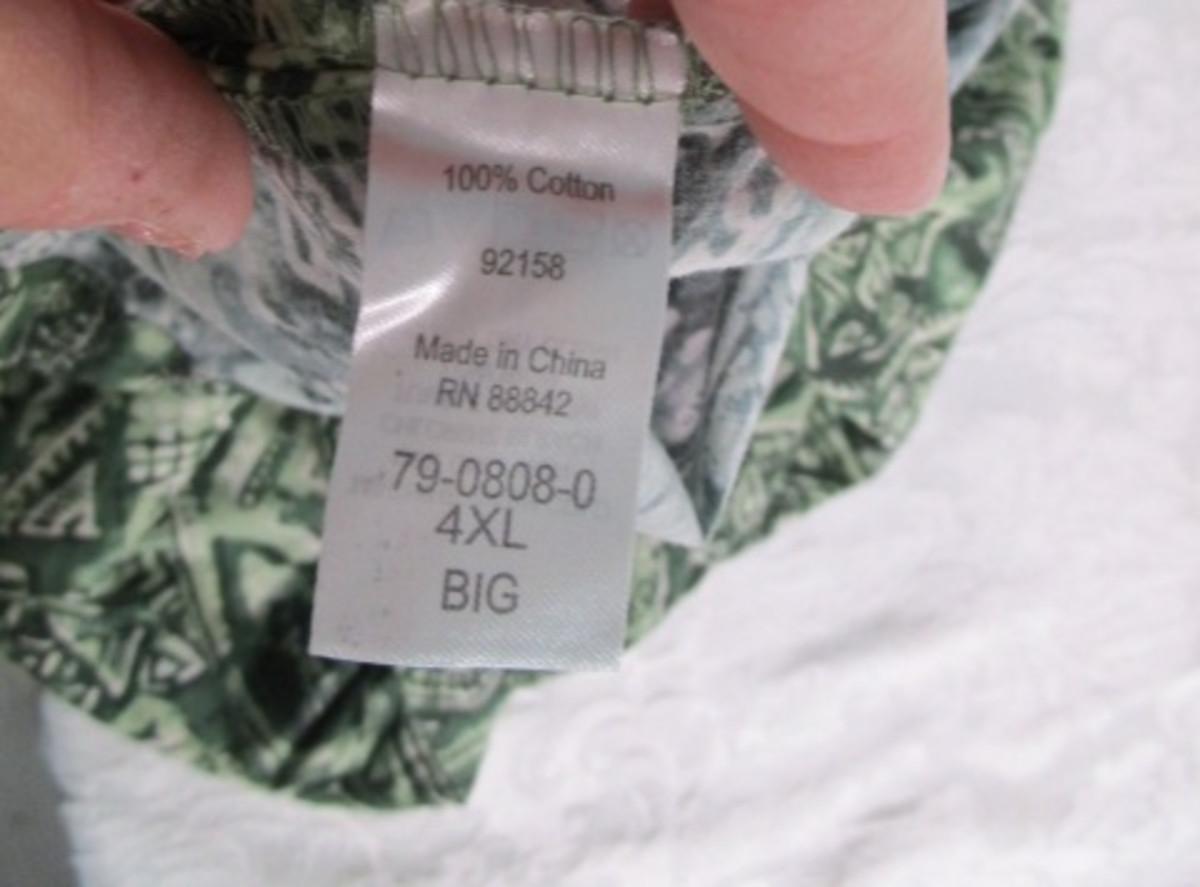 100% Cotton
92158
Made in China
RN 88842
79-0808-0
4XL
BIG